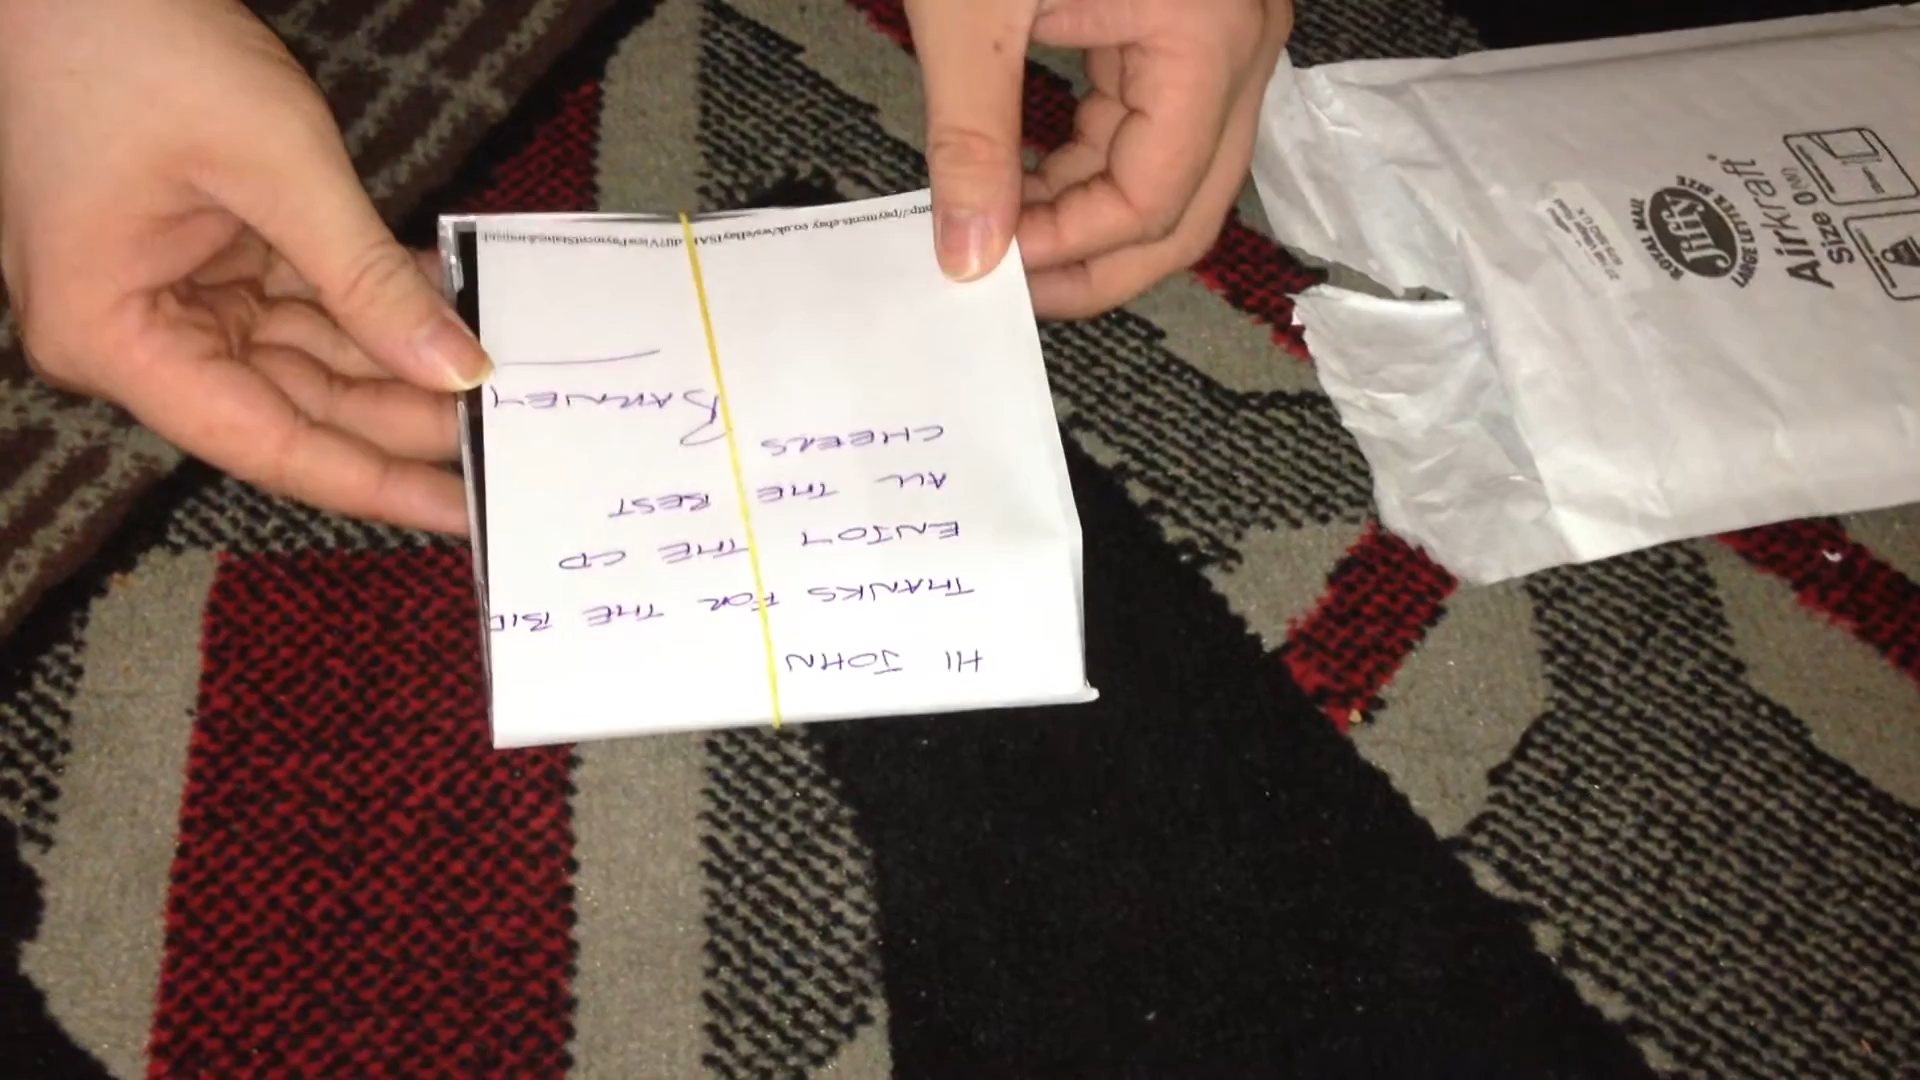 HI JOHN
THANKS FOR THE BID
ENJOY THE CD
ALL THE BEST
CHEERS
BARNEY
ROYAL MAIL
JIFFY
LARGE LETTER SIZE
Airkraft
Size 0